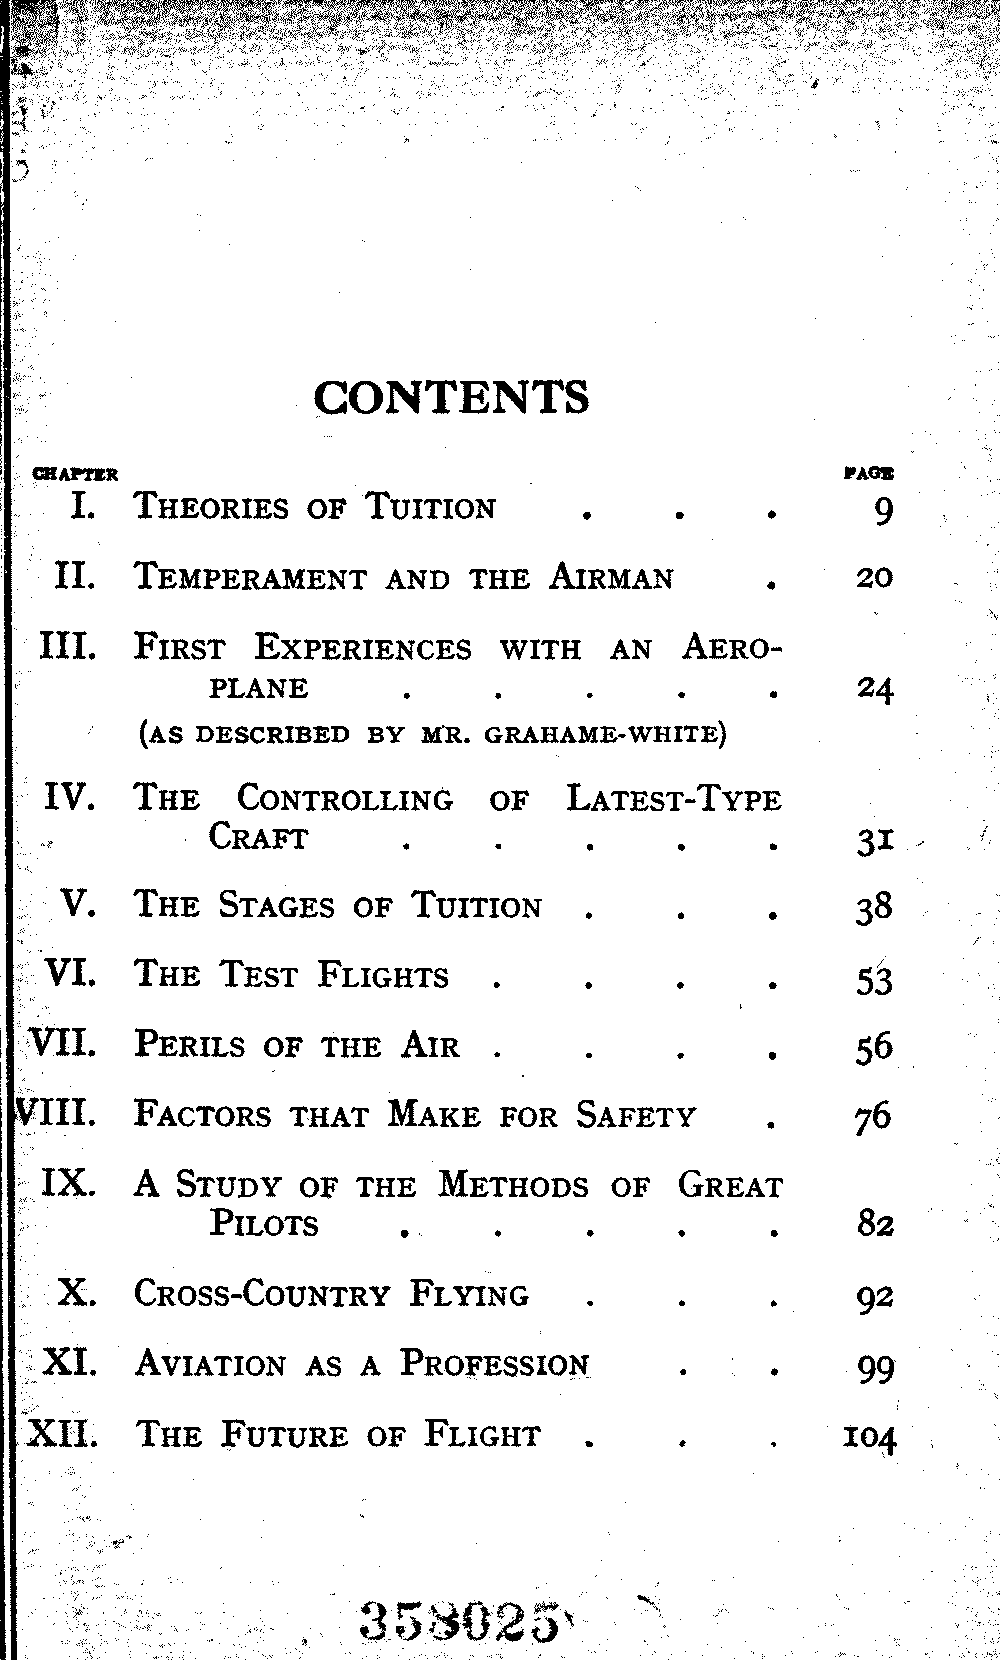 CONTENTS
CHAPTER PAGE
I. THEORIES OF TUITION . . . 9
II. TEMPERAMENT AND THE AIRMAN . 20
III. FIRST EXPERIENCES WITH AN AERO-
PLANE . . . . . 24
(AS DESCRIBED BY MR. GRAHAME-WHITE)
IV. THE CONTROLLING OF LATEST-TYPE
CRAFT . . . . . 31
V. THE STAGES OF TUITION . . . 38
VI. THE TEST FLIGHTS . . . . 53
VII. PERILS OF THE AIR . . . . 56
VIII. FACTORS THAT MAKE FOR SAFETY . 76
IX. A STUDY OF THE METHODS OF GREAT
PILOTS . . . . . 82
X. CROSS-COUNTRY FLYING . . . 92
XI. AVIATION AS A PROFESSION . . 99
XII. THE FUTURE OF FLIGHT . . . 104
358025